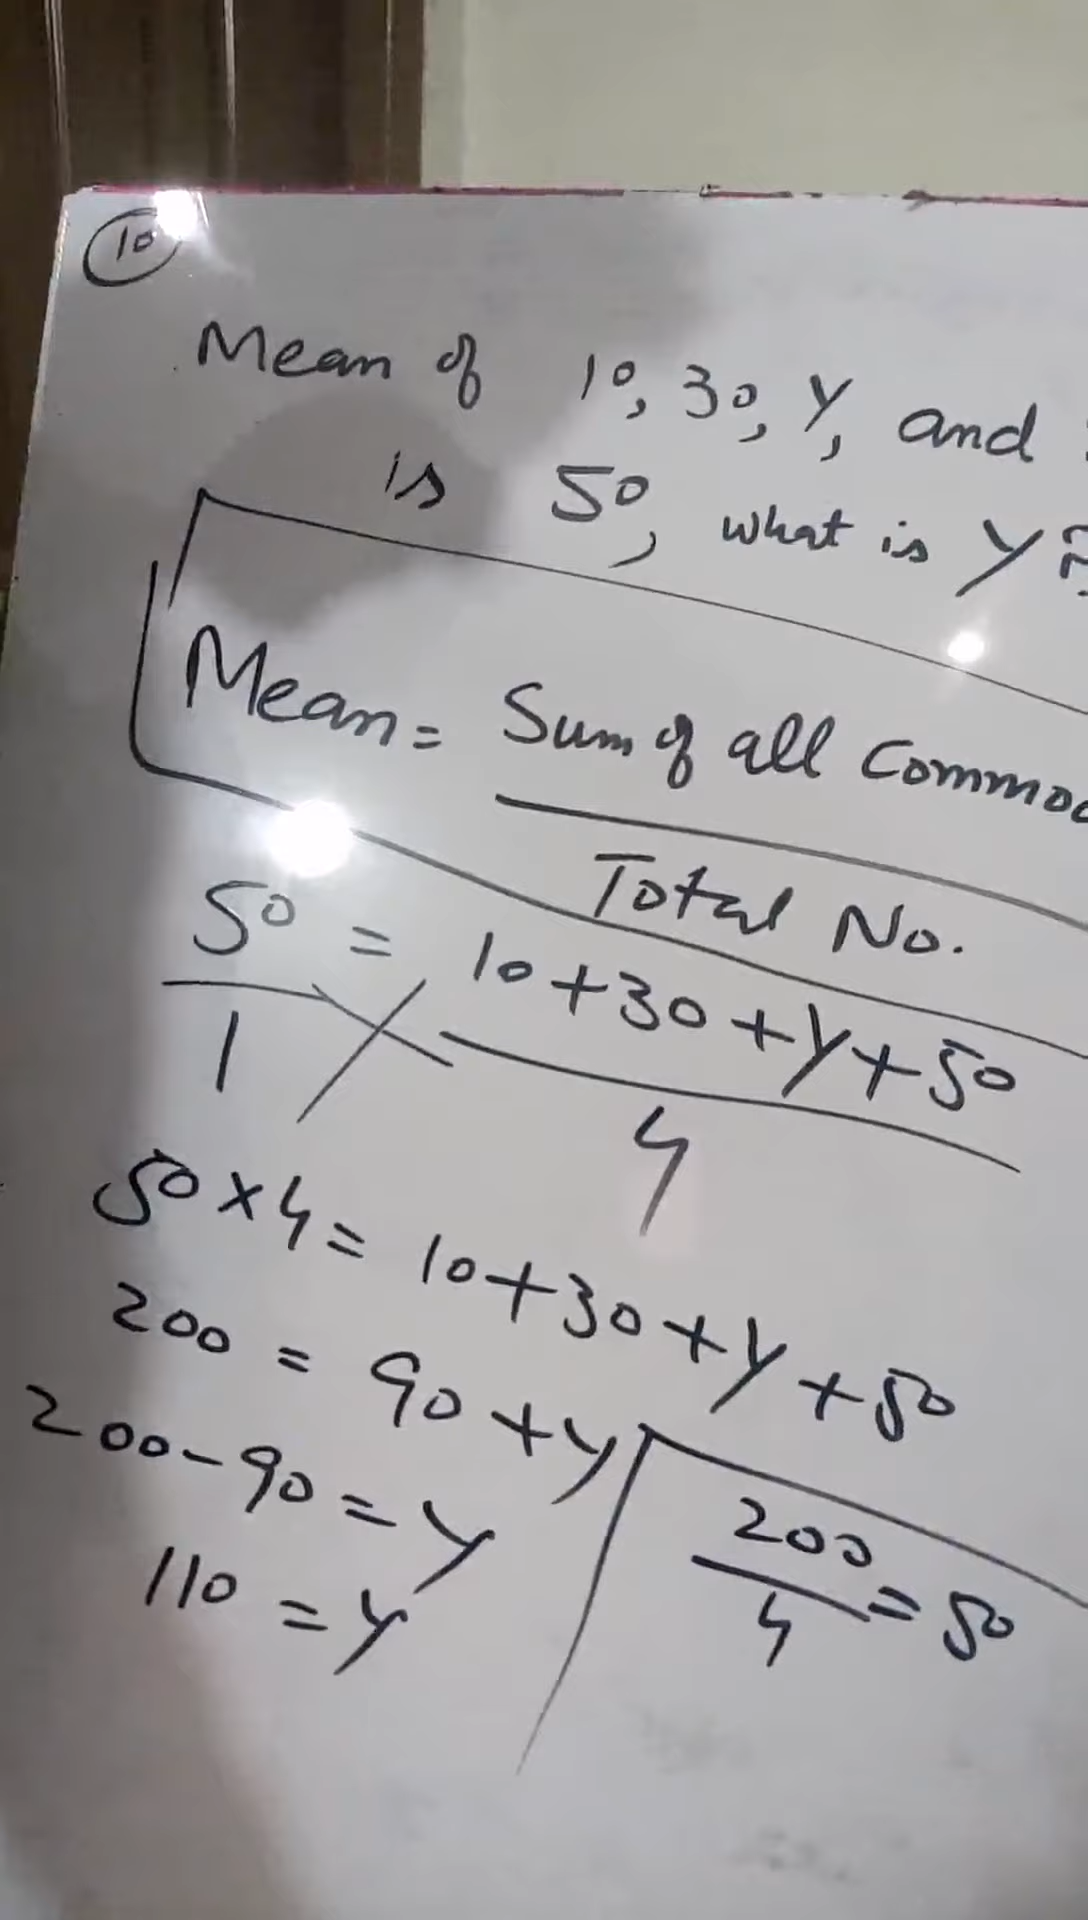 10
Mean of 10, 30, Y, and
is 50, what is Y?
Mean = Sum of all Commod
Total No.
50 = 10+30+Y+50
1 4
50×4 = 10+30+Y+50
200 = 90+Y
200-90 = Y
110 = Y
200
4 = 50